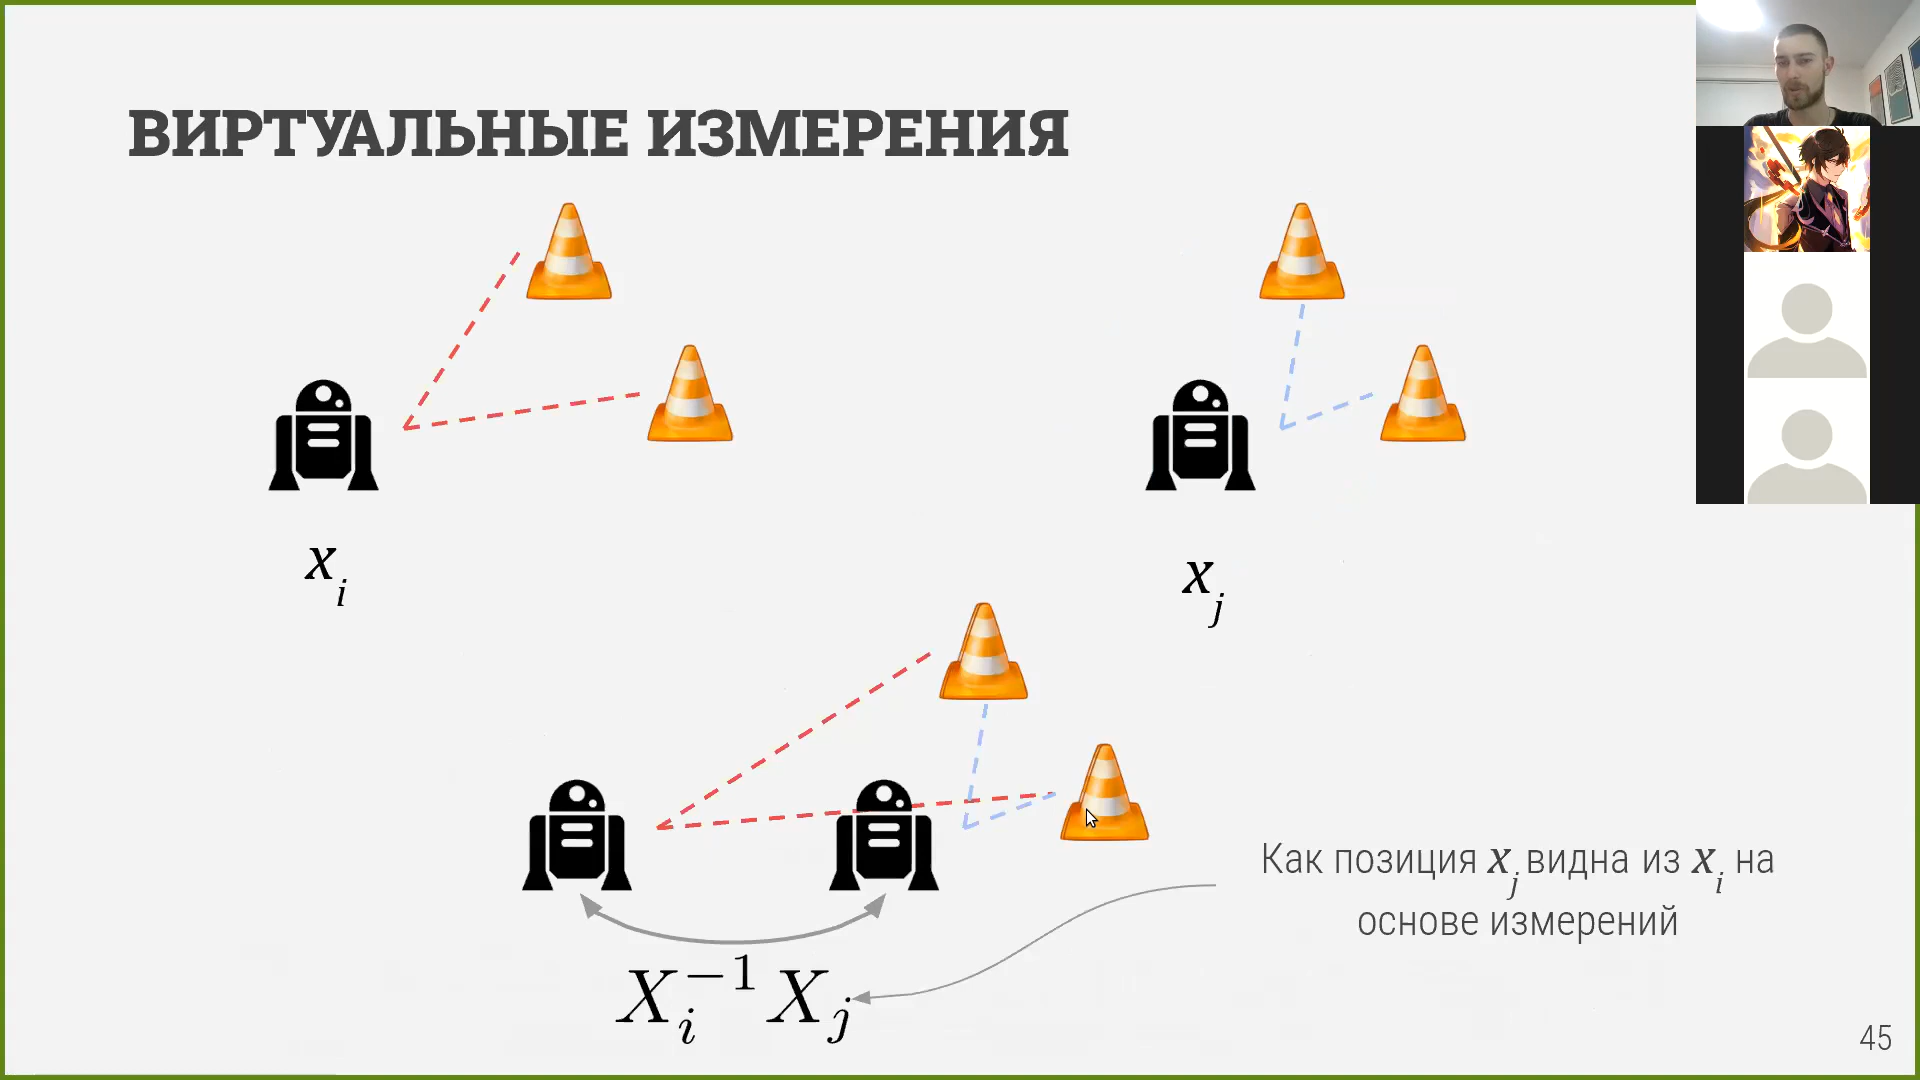 ВИРТУАЛЬНЫЕ ИЗМЕРЕНИЯ
x_i
x_j
Как позиция x_j видна из x_i на
основе измерений
X_i^{-1} X_j
45